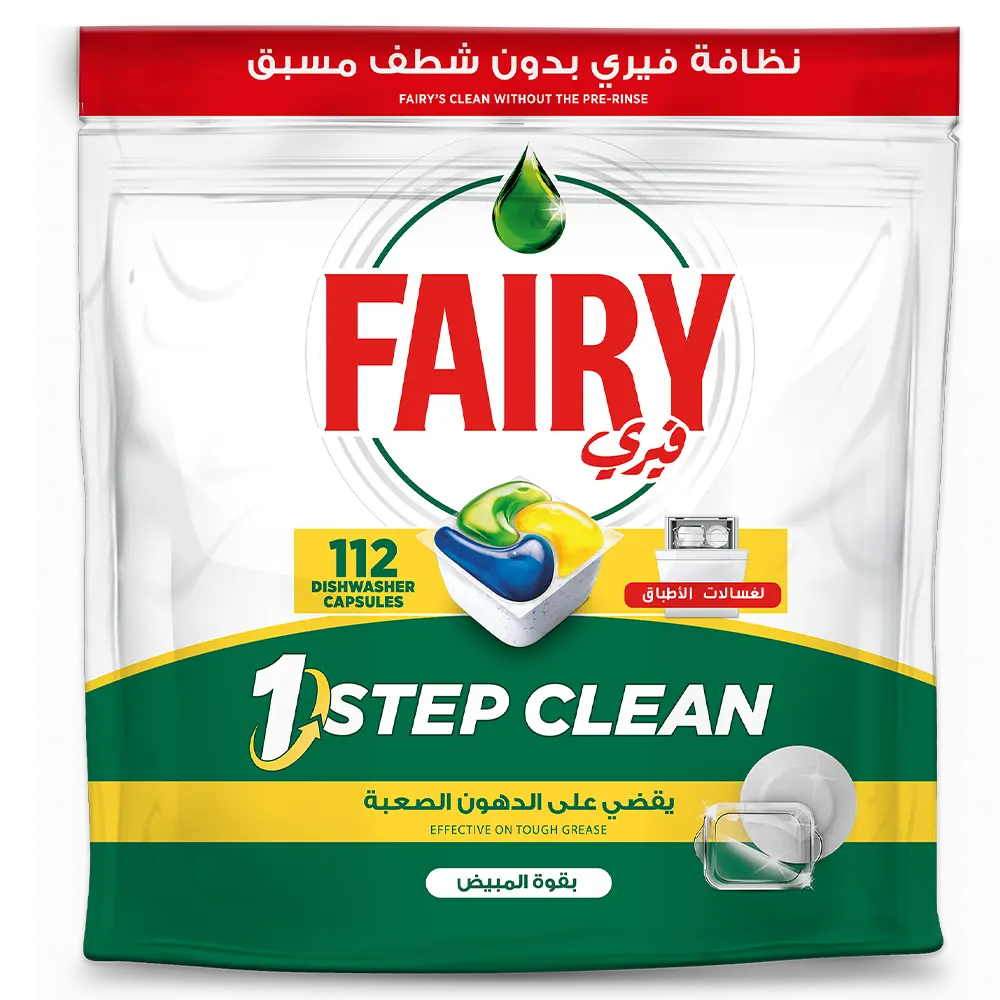 نظافة فيري بدون شطف مسبق
FAIRY'S CLEAN WITHOUT THE PRE-RINSE
FAIRY
فيري
112
DISHWASHER
CAPSULES
لغسالات الأطباق
1 STEP CLEAN
يقضي على الدهون الصعبة
EFFECTIVE ON TOUGH GREASE
بقوة المبيض